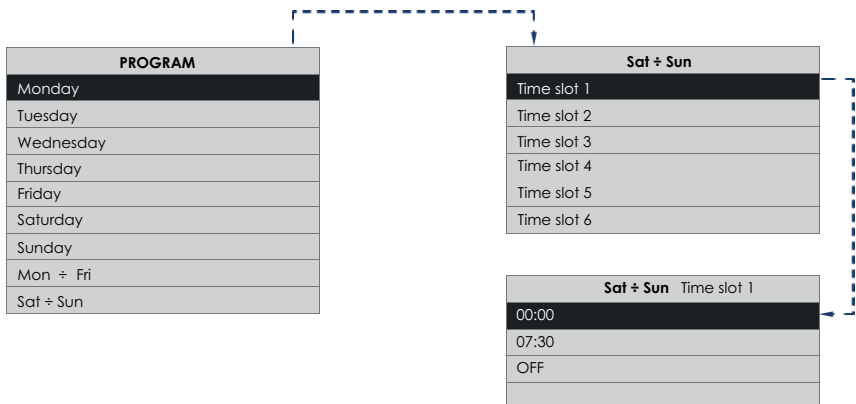 PROGRAM
Monday
Tuesday
Wednesday
Thursday
Friday
Saturday
Sunday
Mon ÷ Fri
Sat ÷ Sun
Sat ÷ Sun
Time slot 1
Time slot 2
Time slot 3
Time slot 4
Time slot 5
Time slot 6
Sat ÷ Sun Time slot 1
00:00
07:30
OFF